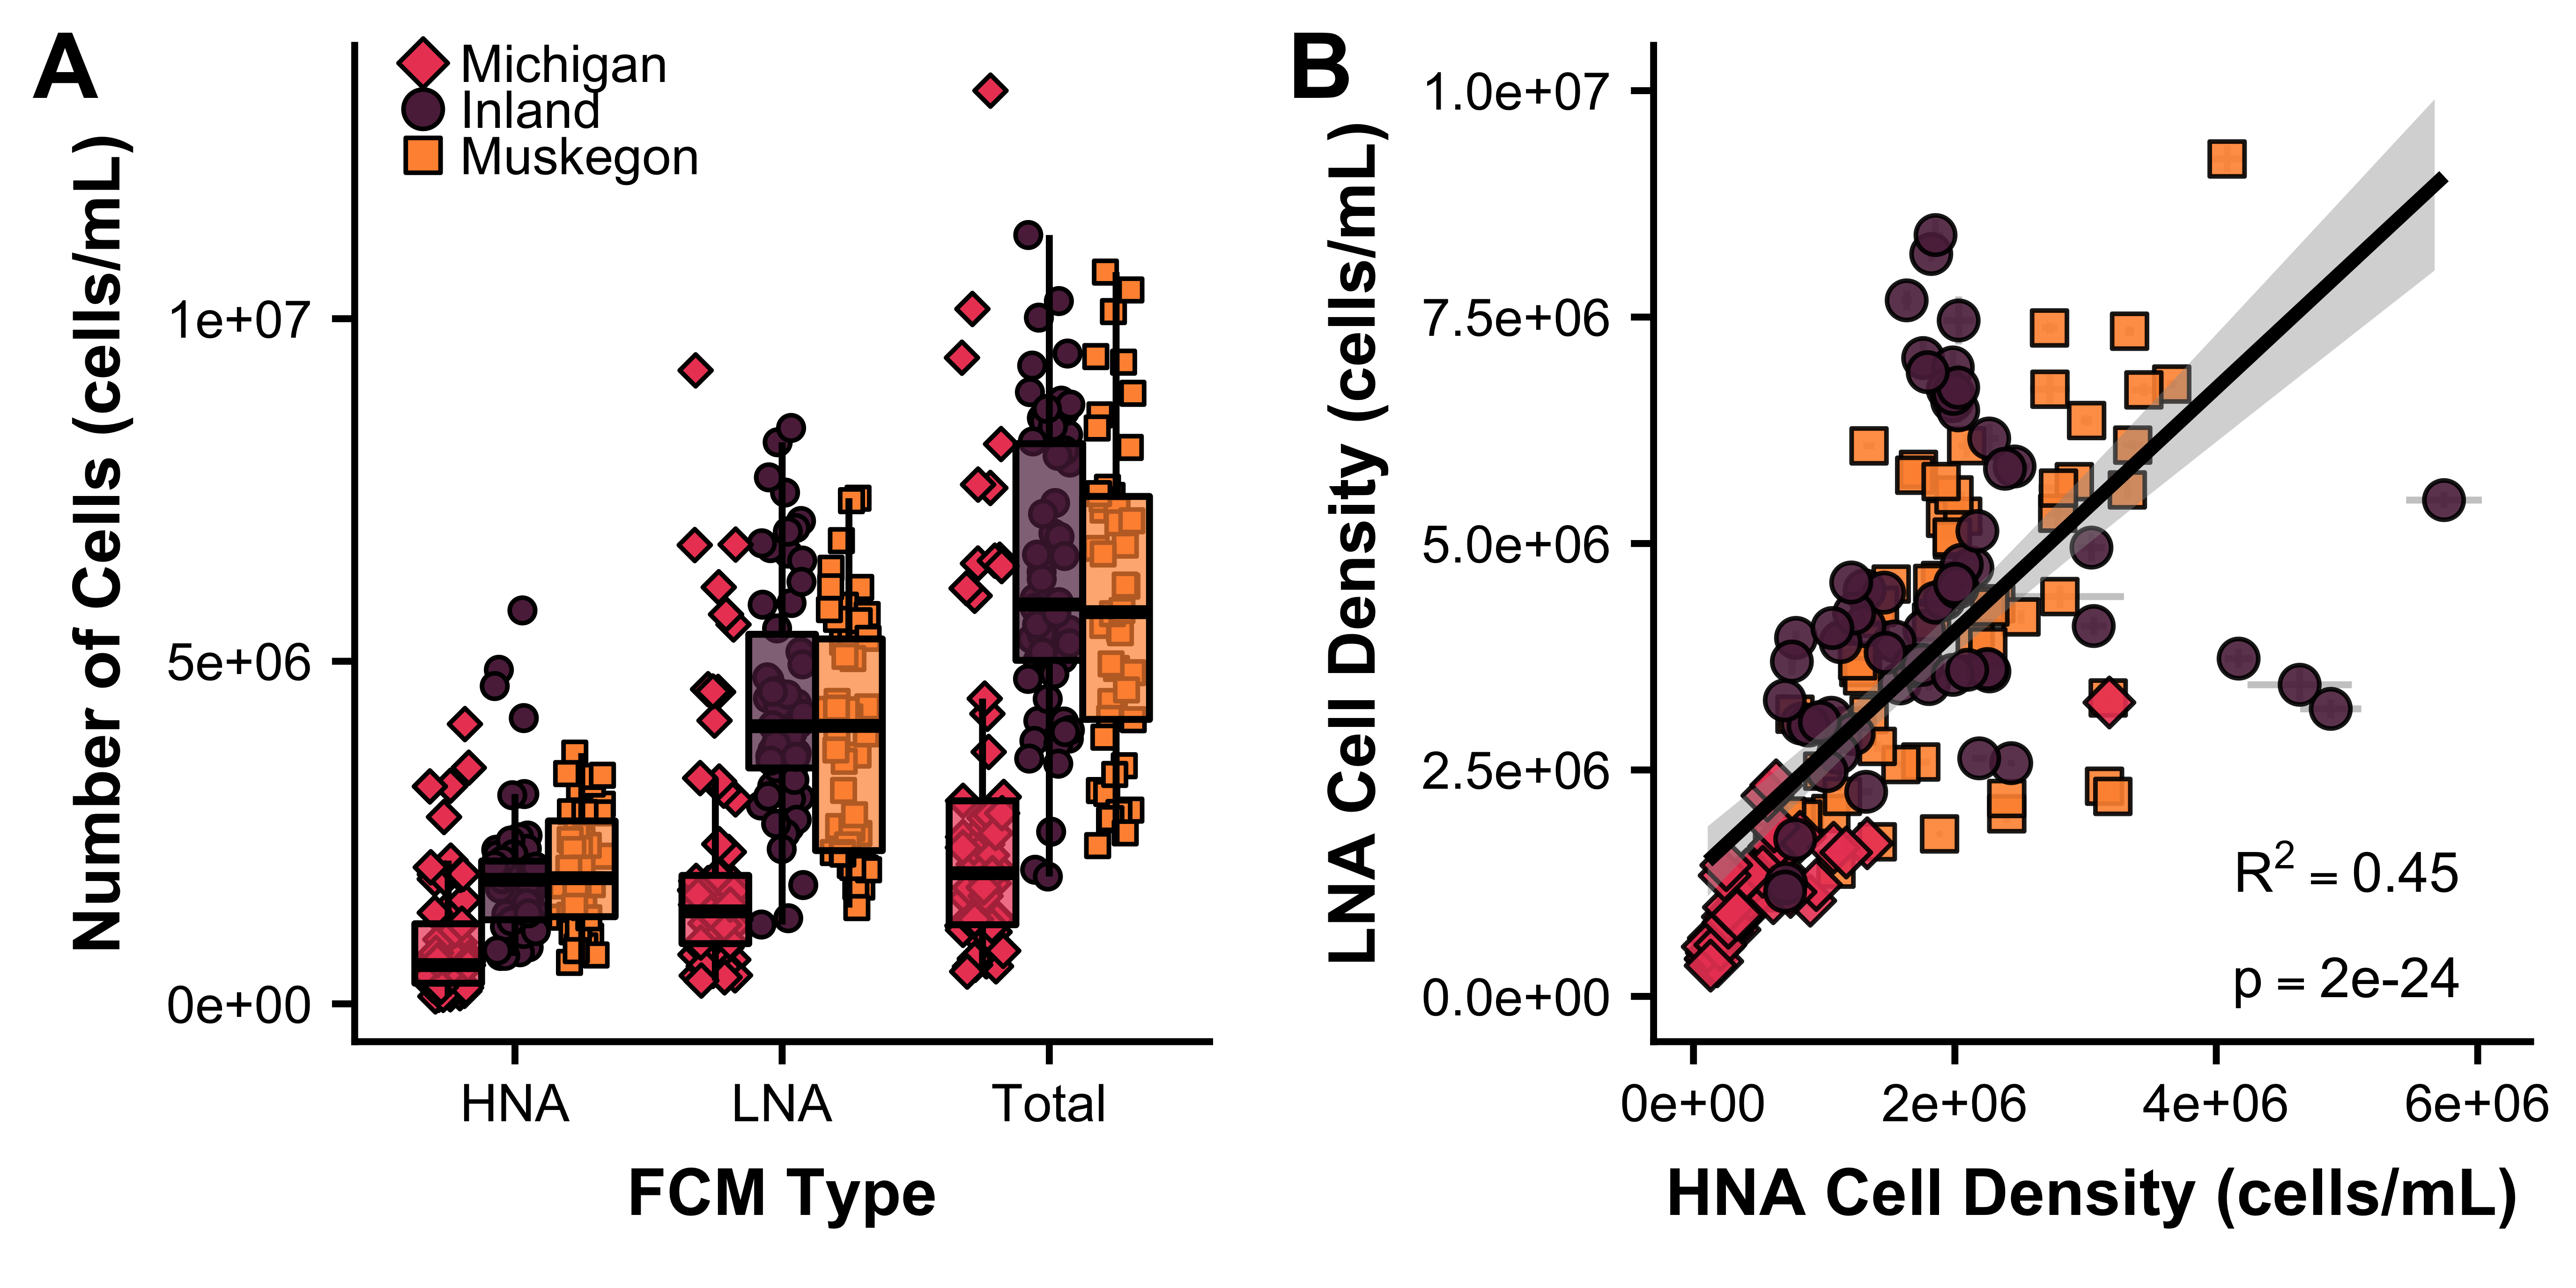 A
Michigan
Inland
Muskegon
Number of Cells (cells/mL)
1e+07
5e+06
0e+00
HNA
LNA
Total
FCM Type
B
LNA Cell Density (cells/mL)
1.0e+07
7.5e+06
5.0e+06
2.5e+06
0.0e+00
R² = 0.45
p = 2e-24
0e+00
2e+06
4e+06
6e+06
HNA Cell Density (cells/mL)